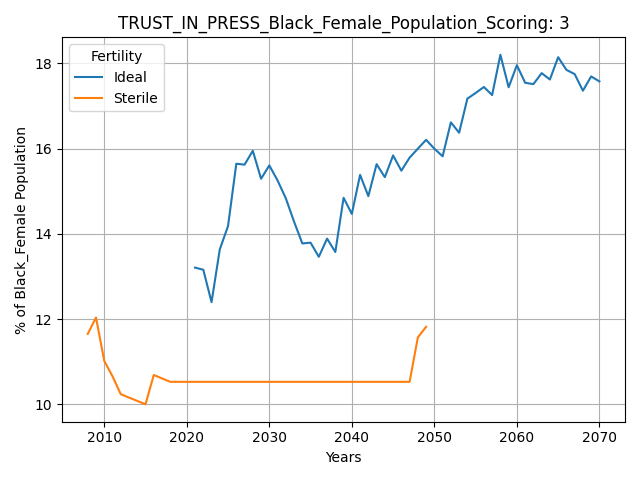 TRUST_IN_PRESS_Black_Female_Population_Scoring: 3
Fertility
Ideal
Sterile
% of Black_Female Population
18
16
14
12
10
2010 2020 2030 2040 2050 2060 2070
Years